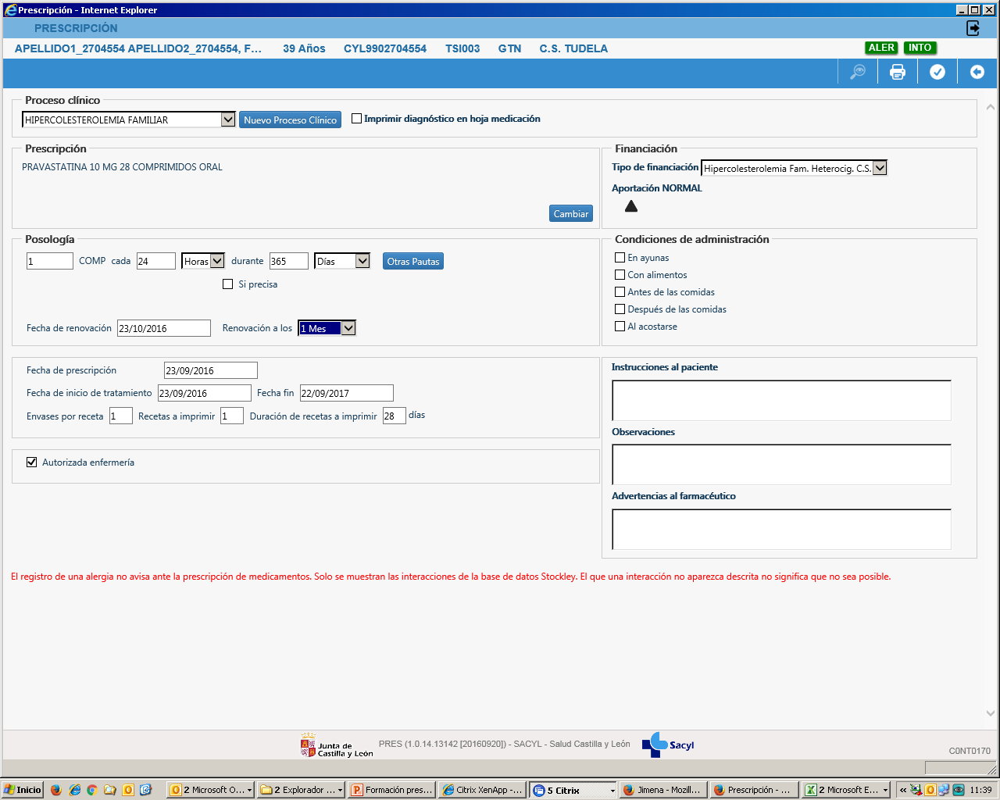 Prescripción - Internet Explorer
PRESCRIPCIÓN
APELLIDO1_2704554 APELLIDO2_2704554, F... 39 Años CYL9902704554 TSI003 GTN C.S. TUDELA ALER INTO
Proceso clínico
HIPERCOLESTEROLEMIA FAMILIAR Nuevo Proceso Clínico Imprimir diagnóstico en hoja medicación
Prescripción
PRAVASTATINA 10 MG 28 COMPRIMIDOS ORAL
Cambiar
Financiación
Tipo de financiación Hipercolesterolemia Fam. Heterocig. C.S.
Aportación NORMAL
Posología
1 COMP cada 24 Horas durante 365 Días Otras Pautas
Si precisa
Fecha de renovación 23/10/2016 Renovación a los 1 Mes
Condiciones de administración
En ayunas
Con alimentos
Antes de las comidas
Después de las comidas
Al acostarse
Fecha de prescripción 23/09/2016
Fecha de inicio de tratamiento 23/09/2016 Fecha fin 22/09/2017
Envases por receta 1 Recetas a imprimir 1 Duración de recetas a imprimir 28 días
Autorizada enfermería
Instrucciones al paciente
Observaciones
Advertencias al farmacéutico
El registro de una alergia no avisa ante la prescripción de medicamentos. Solo se muestran las interacciones de la base de datos Stockley. El que una interacción no aparezca descrita no significa que no sea posible.
Junta de
Castilla y León
PRES (1.0.14.13142 [20160920]) - SACYL - Salud Castilla y León
Sacyl
C0NT0170
Inicio 2 Microsoft O... 2 Explorador ... Formación pres... Citrix XenApp -... 5 Citrix Jimena - Mozill... Prescripción - ... 2 Microsoft E... « 11:39